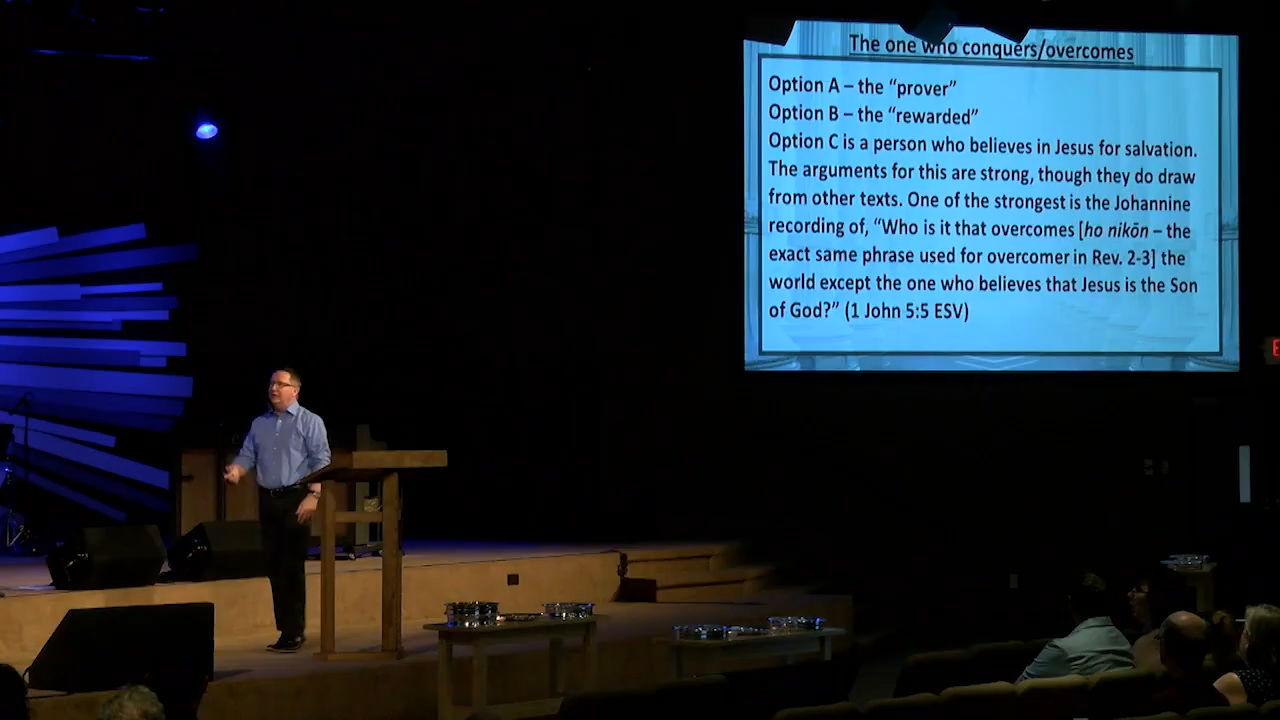 The one who conquers/overcomes
Option A – the “prover”
Option B – the “rewarded”
Option C is a person who believes in Jesus for salvation.
The arguments for this are strong, though they do draw
from other texts. One of the strongest is the Johannine
recording of, “Who is it that overcomes [ho nikōn – the
exact same phrase used for overcomer in Rev. 2-3] the
world except the one who believes that Jesus is the Son
of God?” (1 John 5:5 ESV)